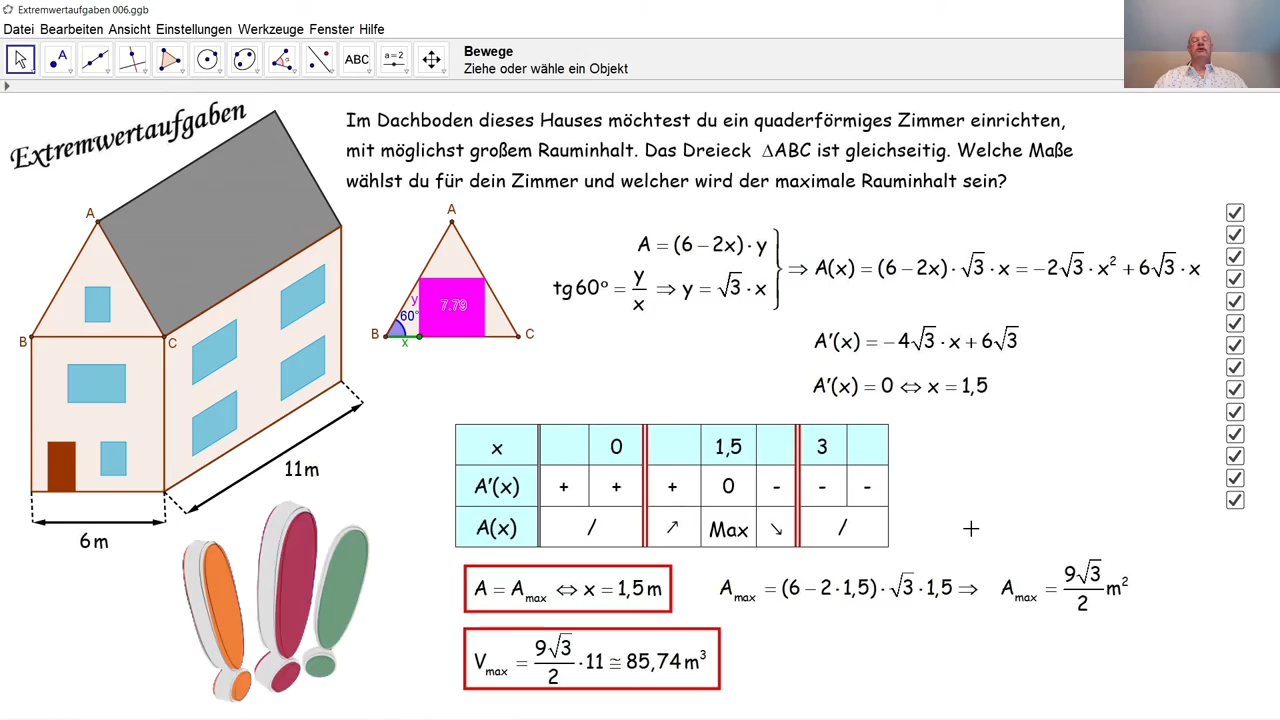 Extremwertaufgaben 006.ggb
Datei Bearbeiten Ansicht Einstellungen Werkzeuge Fenster Hilfe
A ABC a=2
Bewege
Ziehe oder wähle ein Objekt
Extremwertaufgaben
Im Dachboden dieses Hauses möchtest du ein quaderförmiges Zimmer einrichten,
mit möglichst großem Rauminhalt. Das Dreieck ΔABC ist gleichseitig. Welche Maße
wählst du für dein Zimmer und welcher wird der maximale Rauminhalt sein?
A
B
C
11m
6m
A
y
7.79
60°
B
x
C
A = (6 – 2x) · y
tg 60° = y/x ⇒ y = √3 · x
⇒ A(x) = (6 – 2x) · √3 · x = –2√3 · x² + 6√3 · x
A′(x) = – 4√3 · x + 6√3
A′(x) = 0 ⇔ x = 1,5
x 0 1,5 3
A′(x) + + + 0 - - -
A(x) / ↗ Max ↘ /
A = Amax ⇔ x = 1,5m
Amax = (6 – 2 · 1,5) · √3 · 1,5 ⇒ Amax = 9√3/2 m²
Vmax = 9√3/2 · 11 ≅ 85,74m³